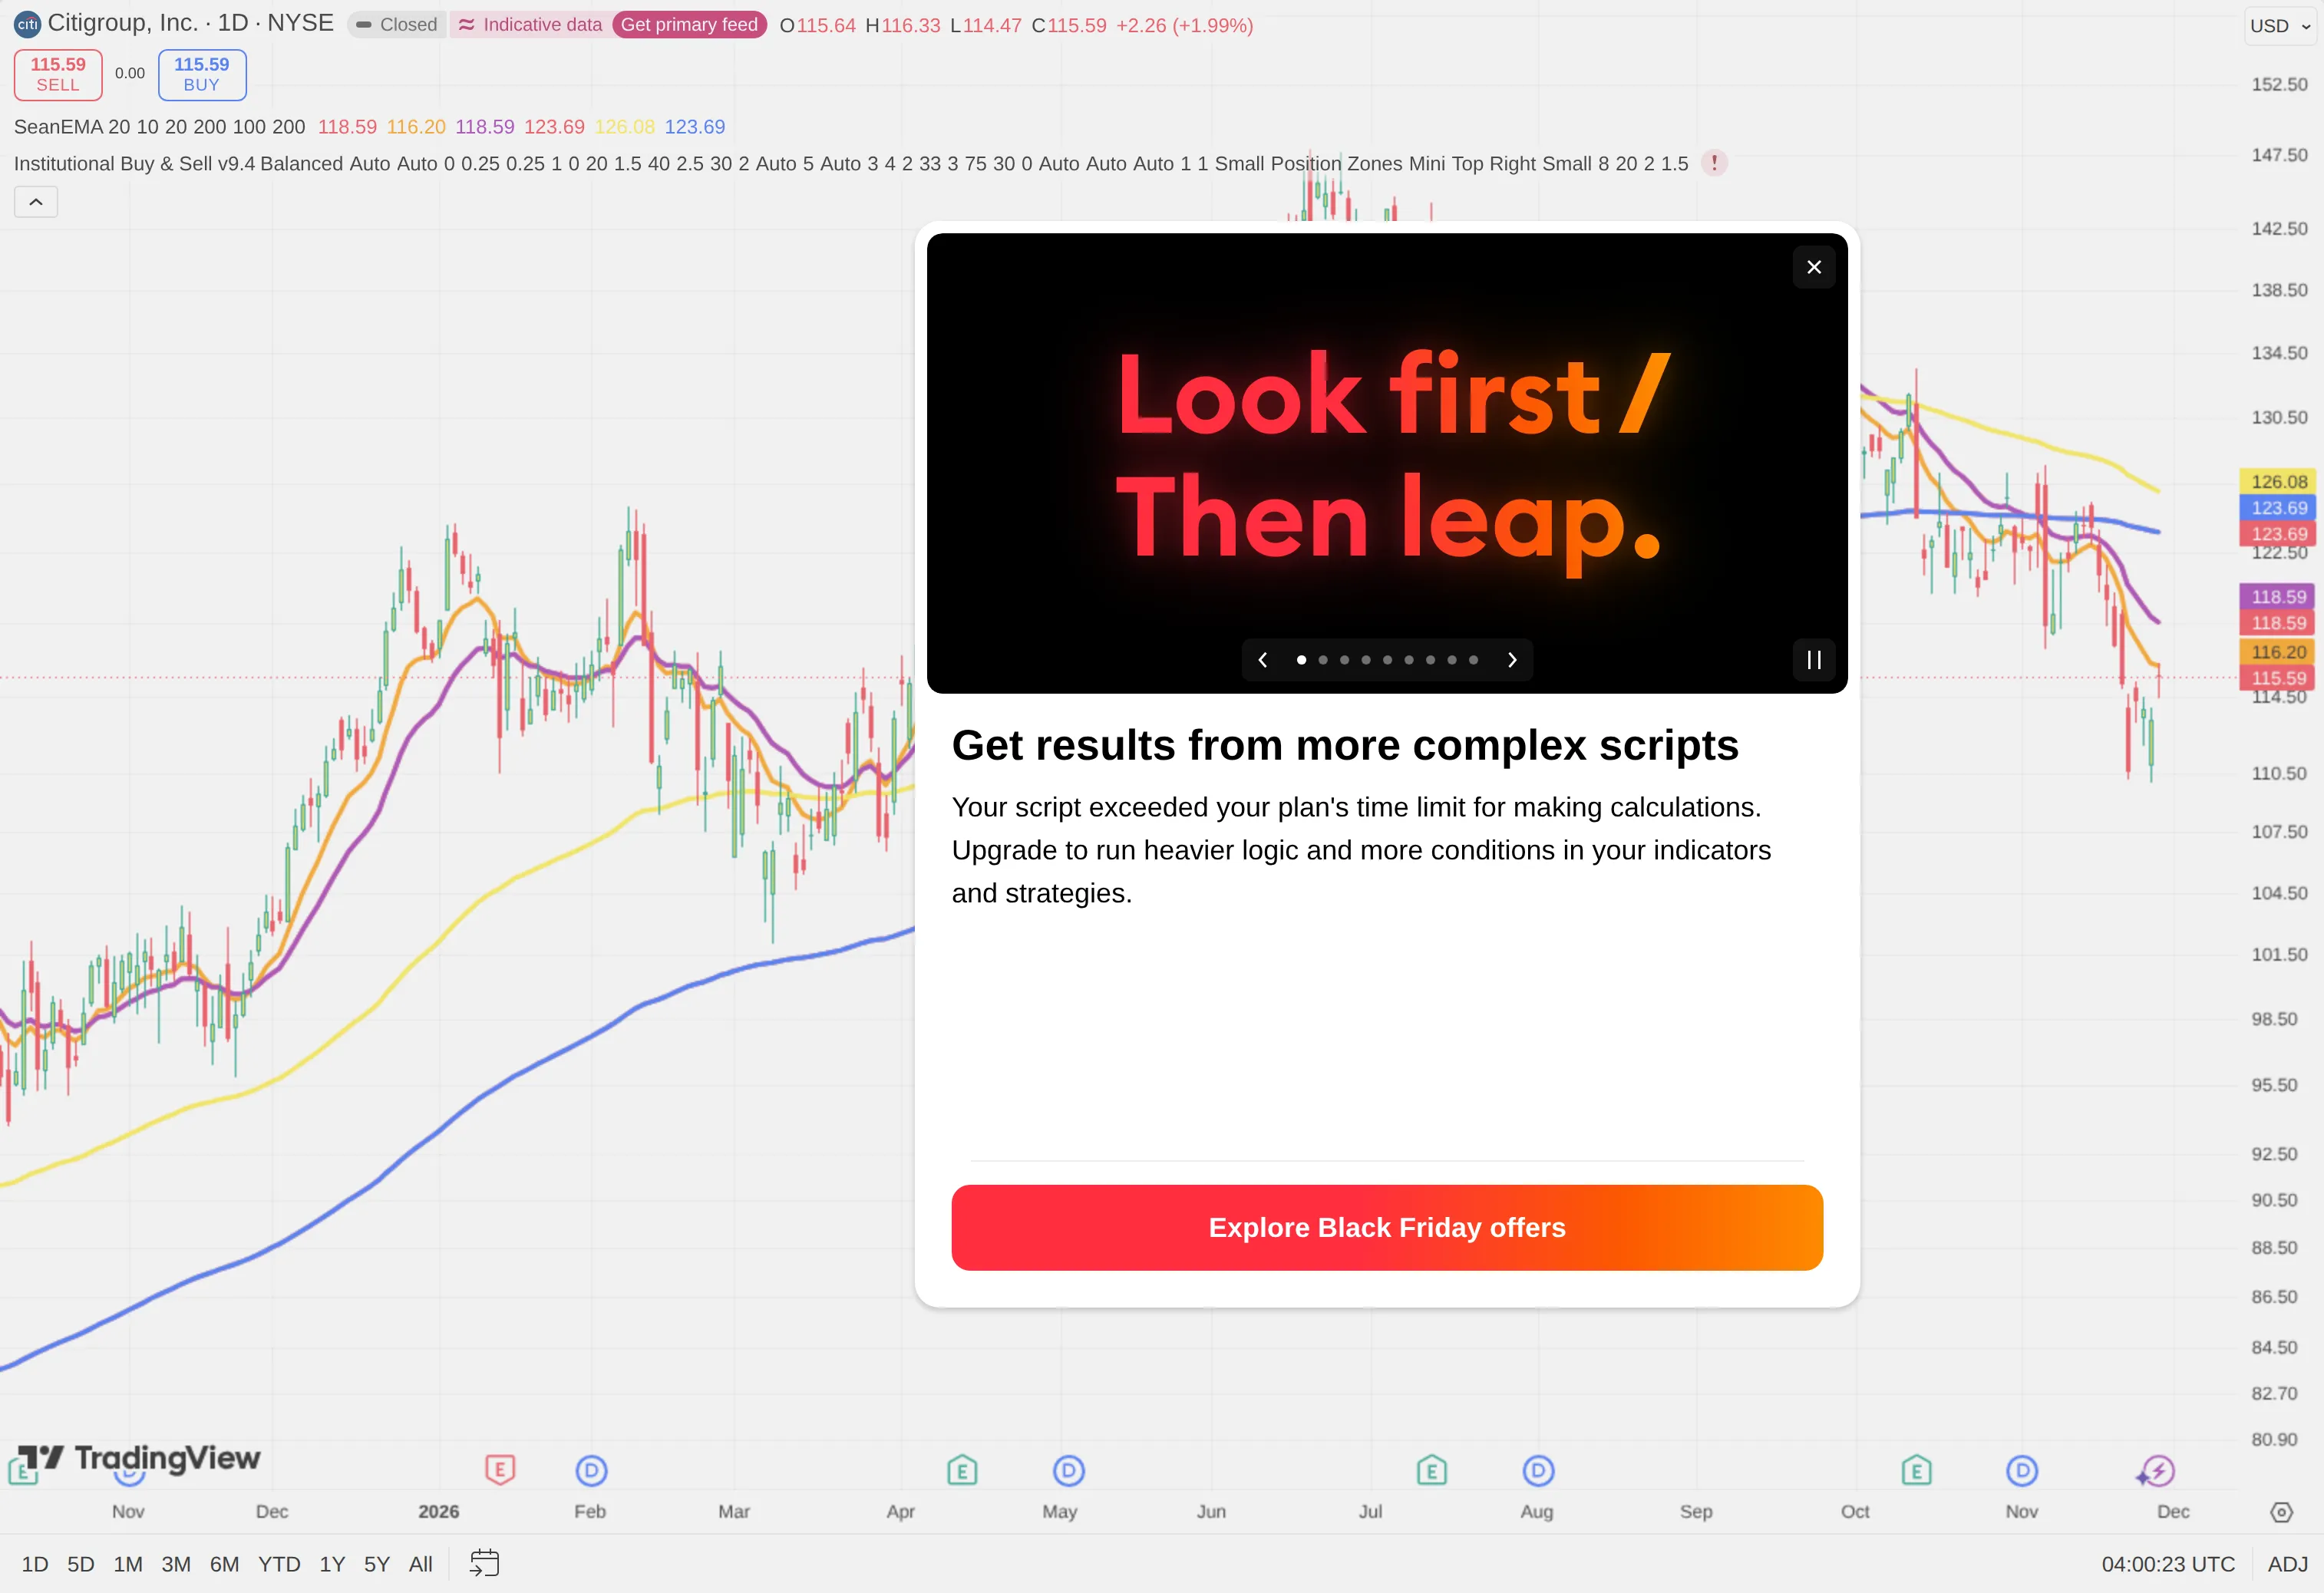 citi Citigroup, Inc. · 1D · NYSE Closed Indicative data Get primary feed O115.64 H116.33 L114.47 C115.59 +2.26 (+1.99%) USD
115.59 SELL 0.00 115.59 BUY
SeanEMA 20 10 20 200 100 200 118.59 116.20 118.59 123.69 126.08 123.69
Institutional Buy & Sell v9.4 Balanced Auto Auto 0 0.25 0.25 1 0 20 1.5 40 2.5 30 2 Auto 5 Auto 3 4 2 33 3 75 30 0 Auto Auto Auto 1 1 Small Position Zones Mini Top Right Small 8 20 2 1.5 !
Look first /
Then leap.
Get results from more complex scripts
Your script exceeded your plan's time limit for making calculations.
Upgrade to run heavier logic and more conditions in your indicators
and strategies.
Explore Black Friday offers
152.50
147.50
142.50
138.50
134.50
130.50
126.08
123.69
123.69
122.50
118.59
118.59
116.20
115.59
114.50
110.50
107.50
104.50
101.50
98.50
95.50
92.50
90.50
88.50
86.50
84.50
82.70
80.90
TradingView
E D E D E D E D E D
Nov Dec 2026 Feb Mar Apr May Jun Jul Aug Sep Oct Nov Dec
1D 5D 1M 3M 6M YTD 1Y 5Y All 04:00:23 UTC ADJ